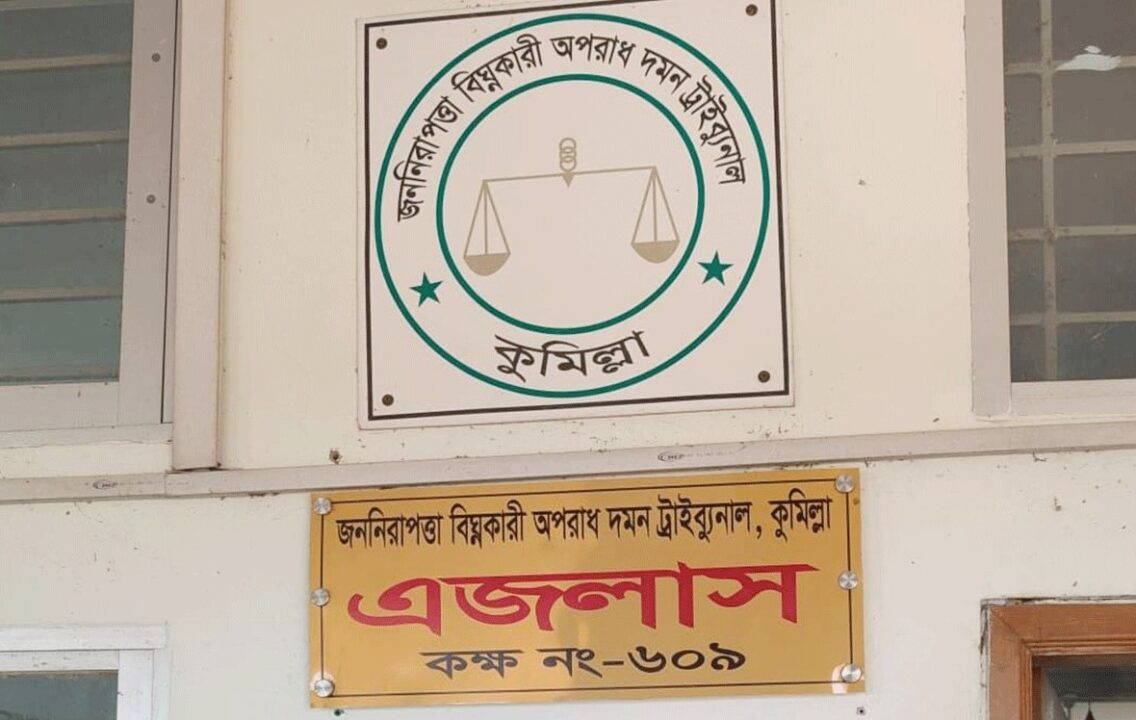 জননিরাপত্তা বিঘ্নকারী অপরাধ দমন ট্রাইব্যুনাল
কুমিল্লা
জননিরাপত্তা বিঘ্নকারী অপরাধ দমন ট্রাইব্যুনাল, কুমিল্লা
এজলাস
কক্ষ নং-৬০৯